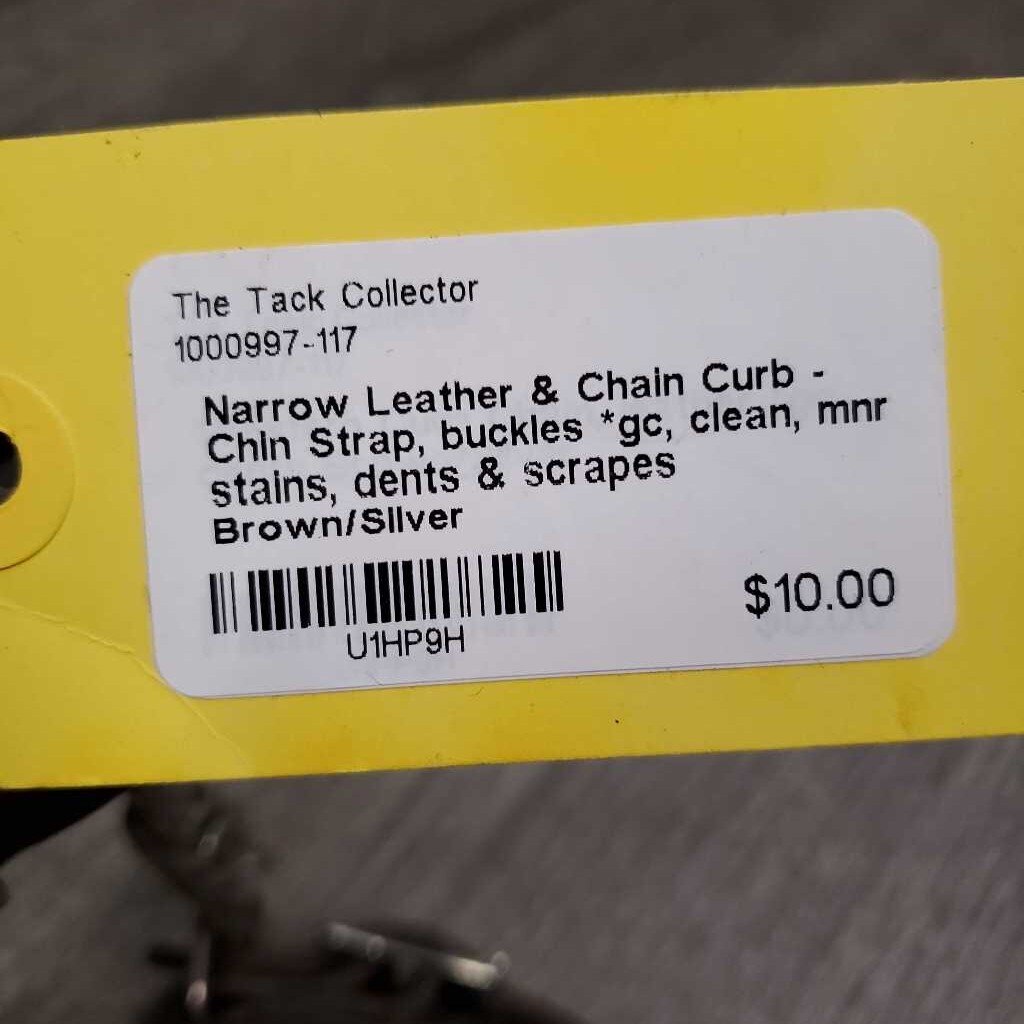 The Tack Collector
1000997-117
Narrow Leather & Chain Curb -
Chin Strap, buckles *gc, clean, mnr
stains, dents & scrapes
Brown/Silver
$10.00
U1HP9H